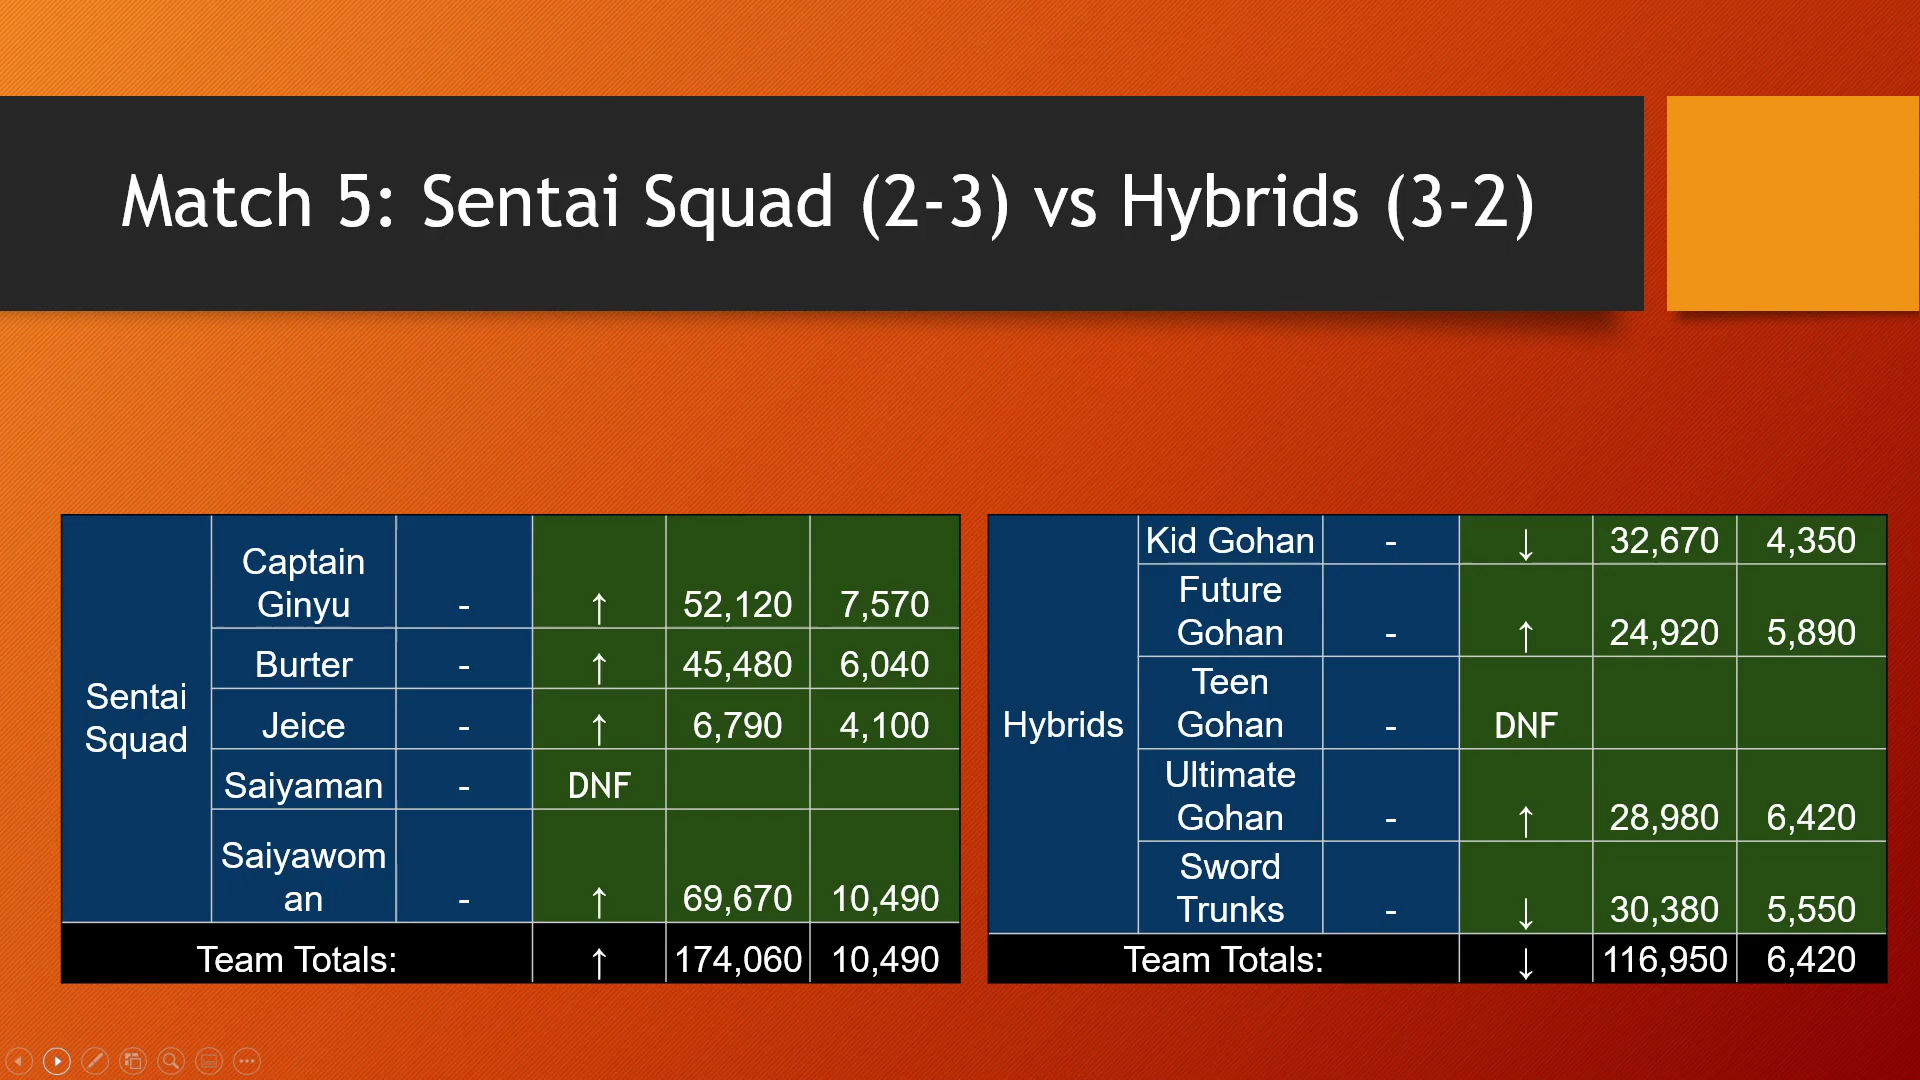 Match 5: Sentai Squad (2-3) vs Hybrids (3-2)
Sentai
Squad
Captain
Ginyu - ↑ 52,120 7,570
Burter - ↑ 45,480 6,040
Jeice - ↑ 6,790 4,100
Saiyaman - DNF
Saiyawom
an - ↑ 69,670 10,490
Team Totals: ↑ 174,060 10,490
Hybrids
Kid Gohan - ↓ 32,670 4,350
Future
Gohan - ↑ 24,920 5,890
Teen
Gohan - DNF
Ultimate
Gohan - ↑ 28,980 6,420
Sword
Trunks - ↓ 30,380 5,550
Team Totals: ↓ 116,950 6,420